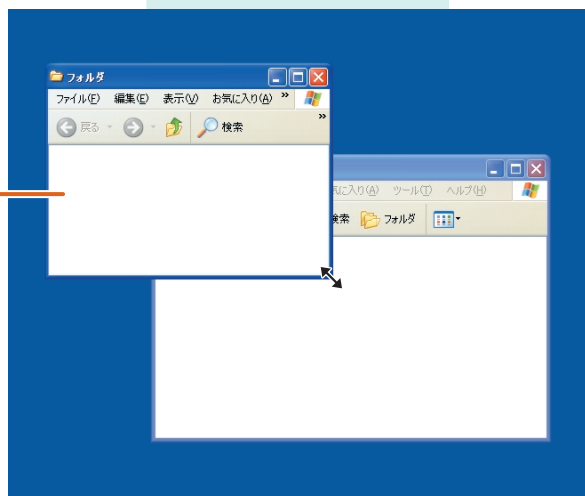 フォルダ
ファイル(F) 編集(E) 表示(V) お気に入り(A) »
戻る 検索 »
気に入り(A) ツール(T) ヘルプ(H)
検索 フォルダ